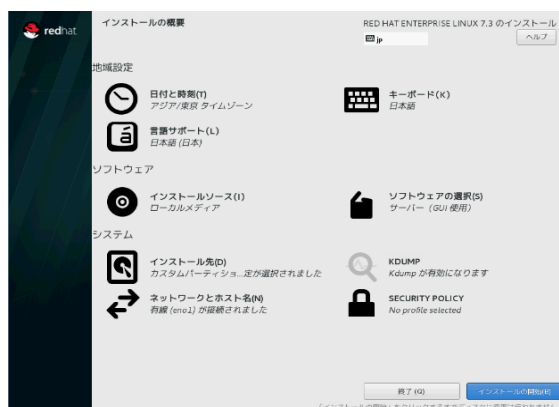 redhat
インストールの概要
RED HAT ENTERPRISE LINUX 7.3 のインストール
jp
ヘルプ
地域設定
日付と時刻(T)
アジア/東京 タイムゾーン
キーボード(K)
日本語
á
言語サポート(L)
日本語 (日本)
ソフトウェア
インストールソース(I)
ローカルメディア
ソフトウェアの選択(S)
サーバー（GUI 使用）
システム
インストール先(D)
カスタムパーティショ...定が選択されました
KDUMP
Kdump が有効になります
ネットワークとホスト名(N)
有線 (eno1) が接続されました
SECURITY POLICY
No profile selected
終了 (Q)
インストールの開始(B)